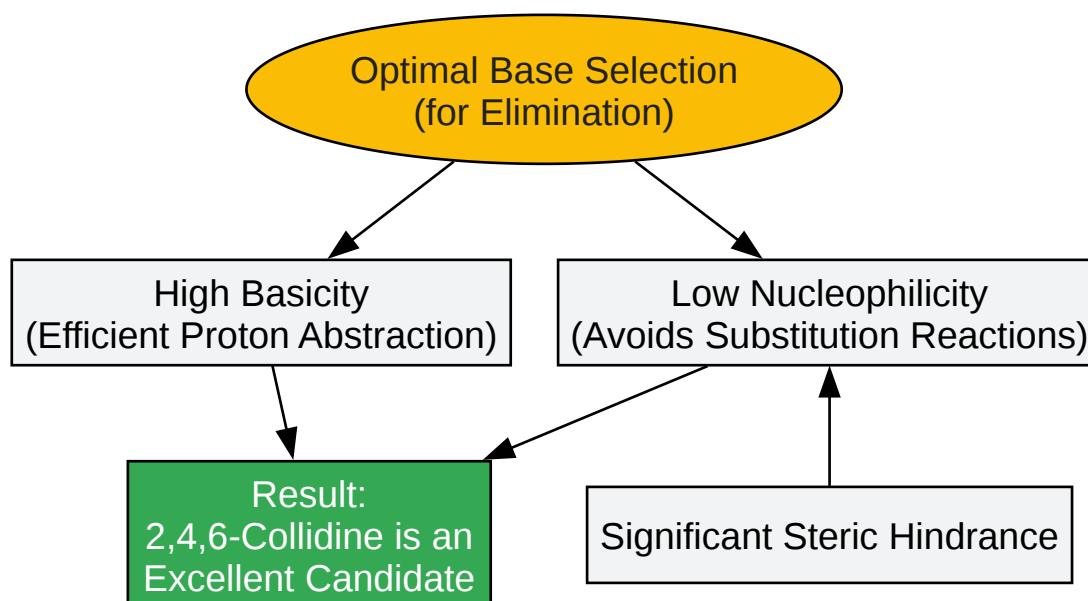 Optimal Base Selection
(for Elimination)
High Basicity
(Efficient Proton Abstraction)
Low Nucleophilicity
(Avoids Substitution Reactions)
Result:
2,4,6-Collidine is an
Excellent Candidate
Significant Steric Hindrance